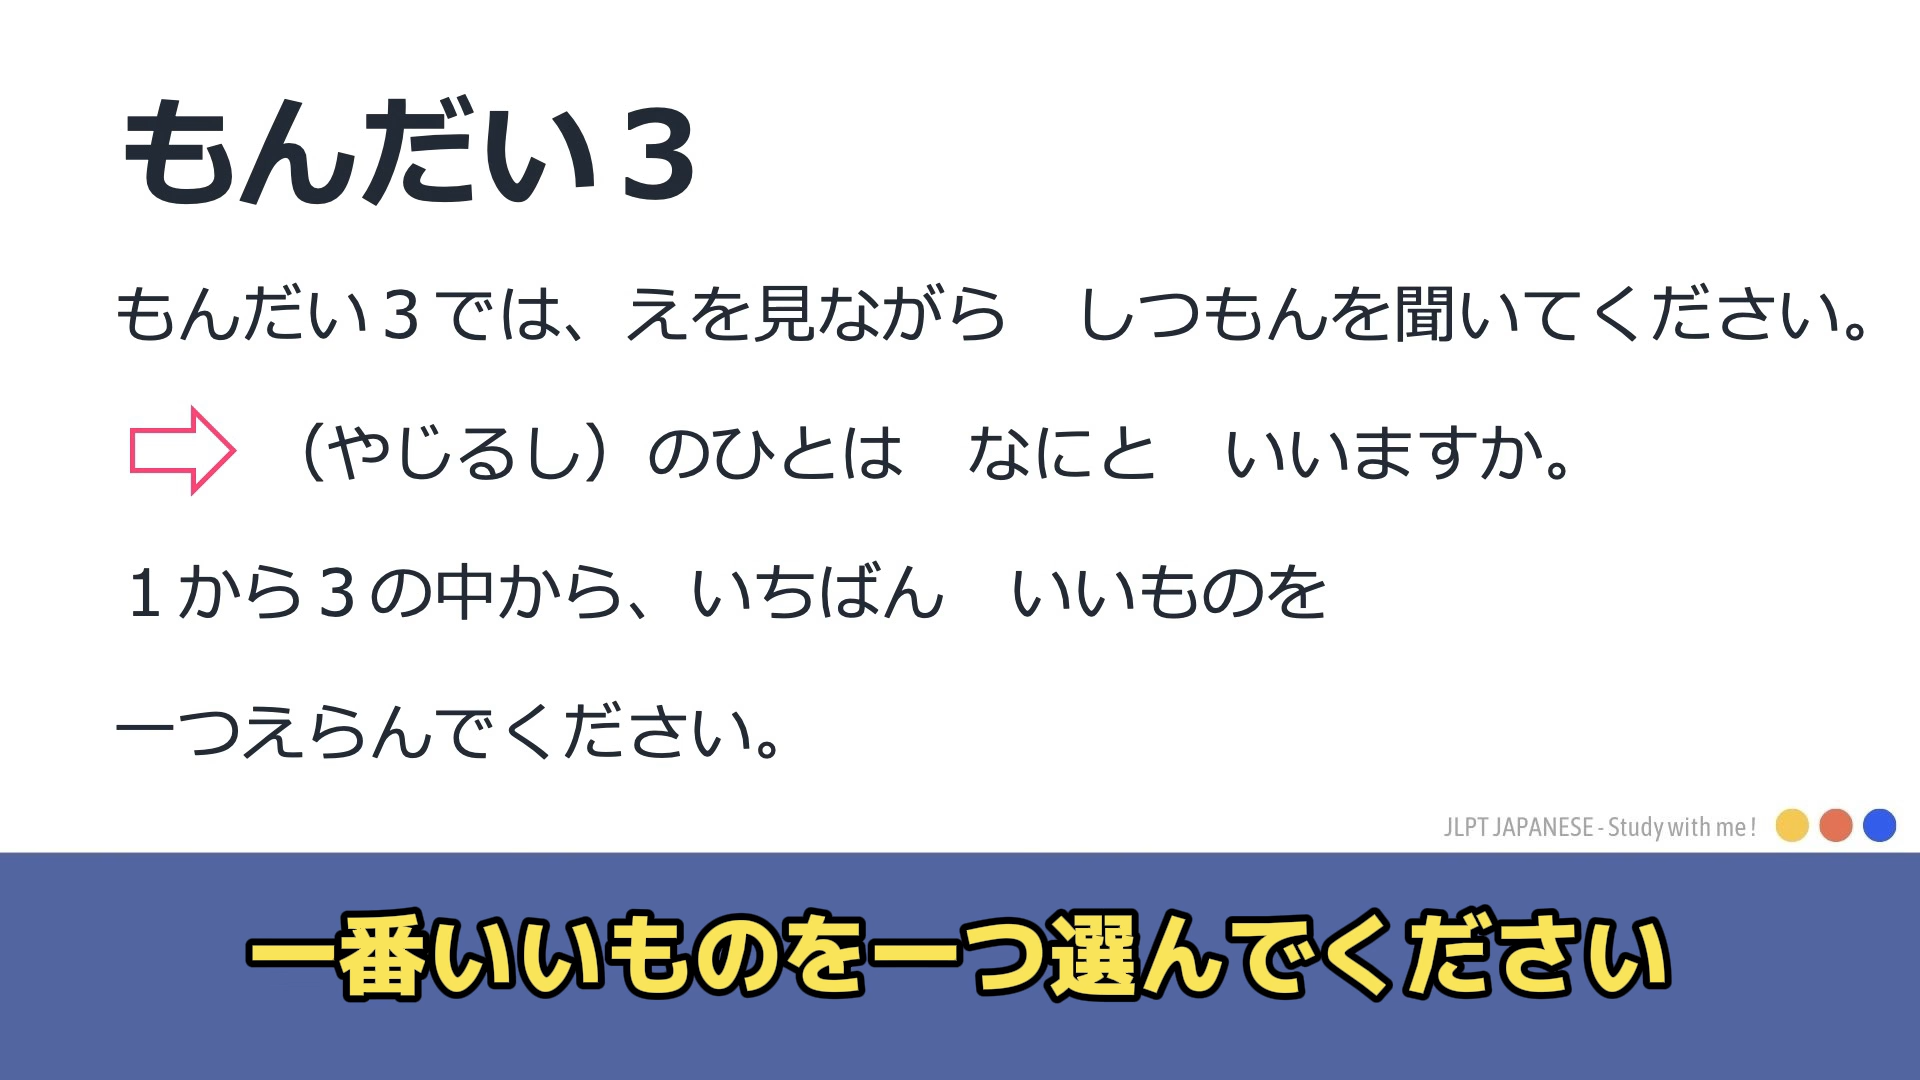 もんだい３
もんだい３では、えを見ながら　しつもんを聞いてください。
（やじるし）のひとは　なにと　いいますか。
１から３の中から、いちばん　いいものを
一つえらんでください。
JLPT JAPANESE - Study with me !
一番いいものを一つ選んでください